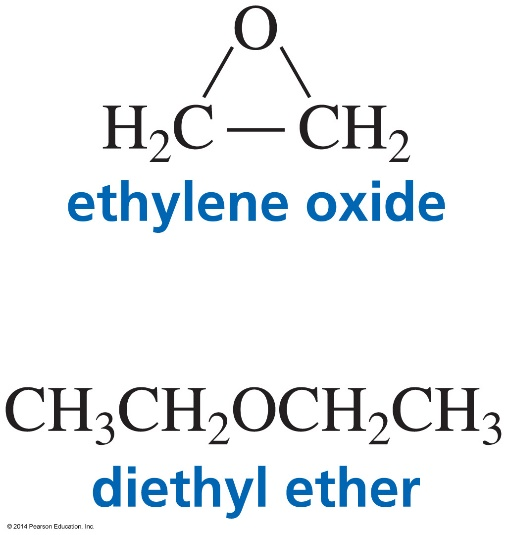 O
H₂C — CH₂
ethylene oxide
CH₃CH₂OCH₂CH₃
diethyl ether
© 2014 Pearson Education, Inc.